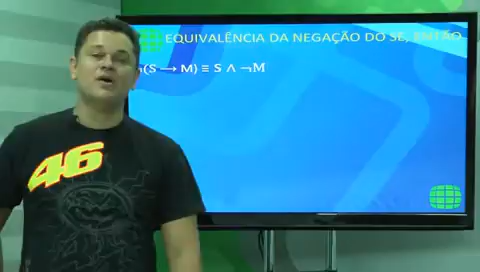 EQUIVALÊNCIA DA NEGAÇÃO DO SE, ENTÃO
¬(S → M) ≡ S ∧ ¬M
46